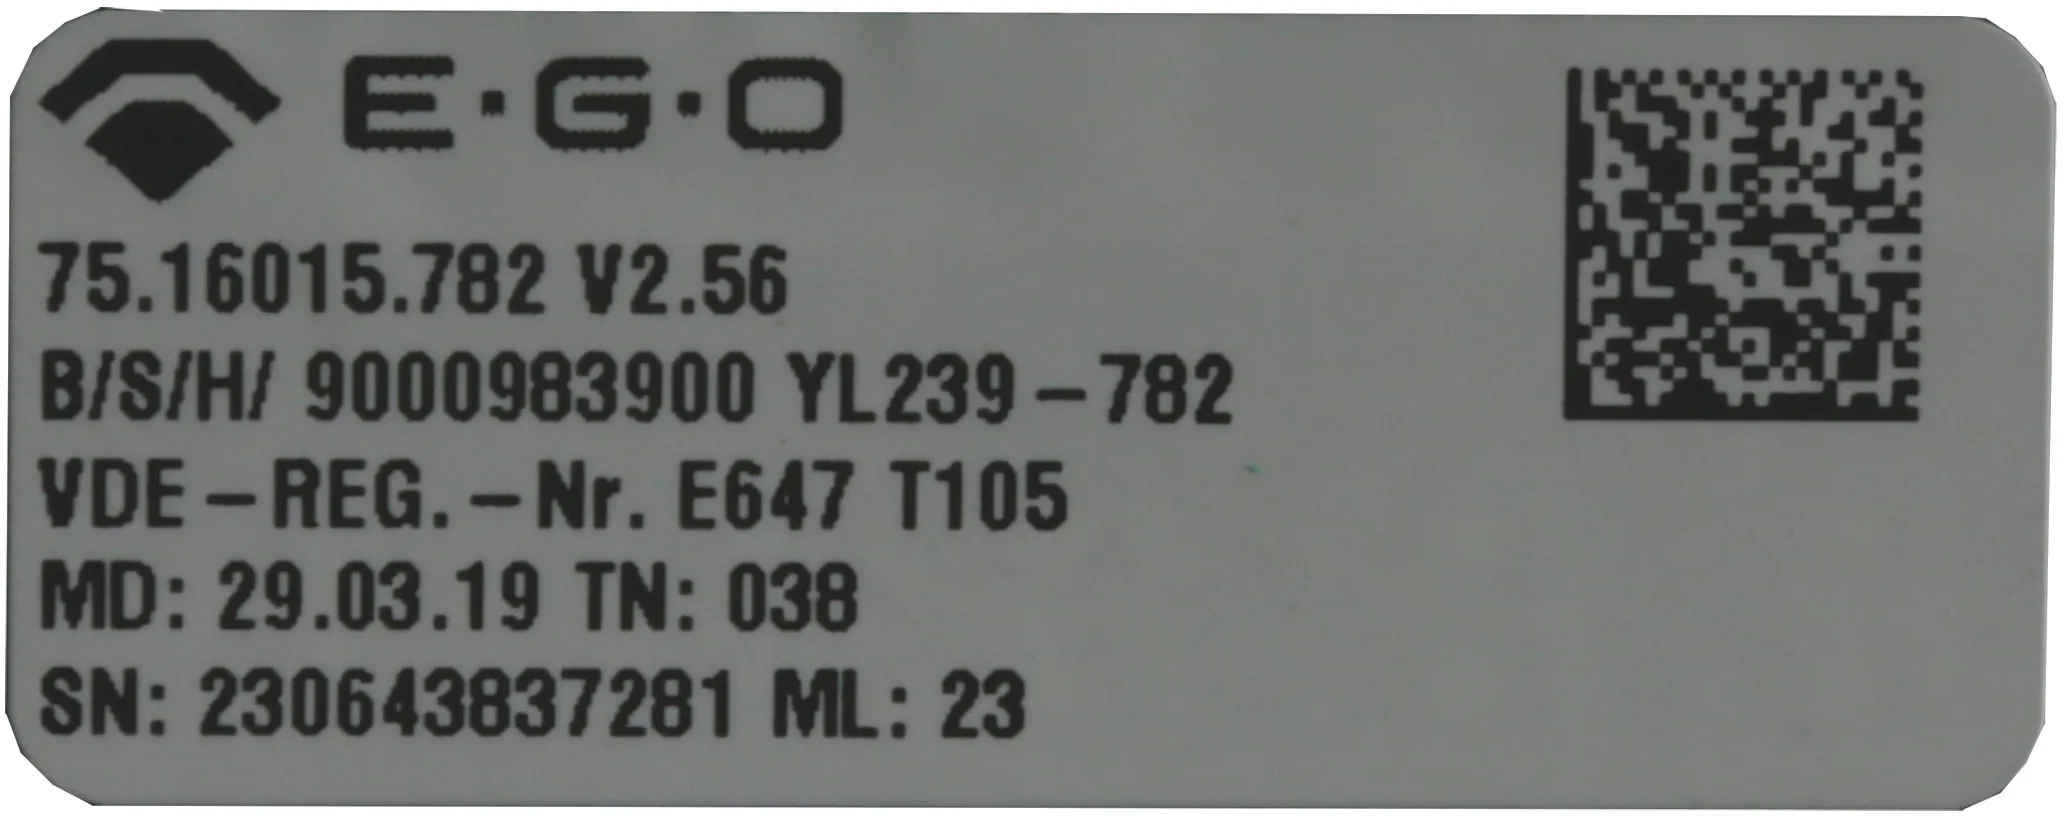 E·G·O
75.16015.782 V2.56
B/S/H/ 9000983900 YL239-782
VDE-REG.-Nr. E647 T105
MD: 29.03.19 TN: 038
SN: 230643837281 ML: 23